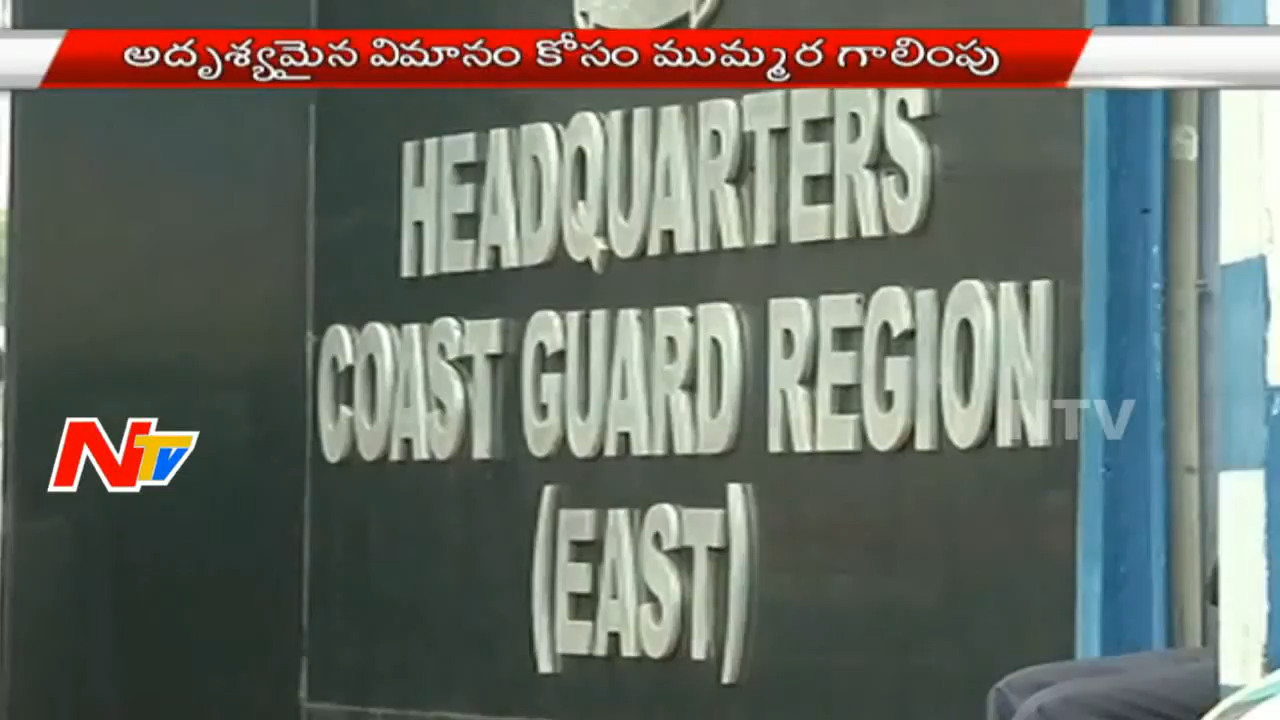 అదృశ్యమైన విమానం కోసం ముమ్మర గాలింపు
HEADQUARTERS
COAST GUARD REGION
(EAST)
NTV
NTV